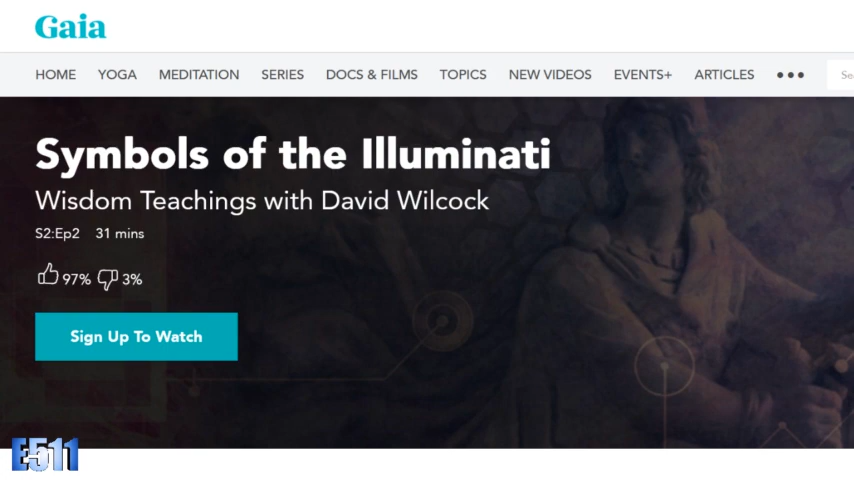 Gaia
HOME YOGA MEDITATION SERIES DOCS & FILMS TOPICS NEW VIDEOS EVENTS+ ARTICLES ••• Se
Symbols of the Illuminati
Wisdom Teachings with David Wilcock
S2:Ep2 31 mins
97% 3%
Sign Up To Watch
E511